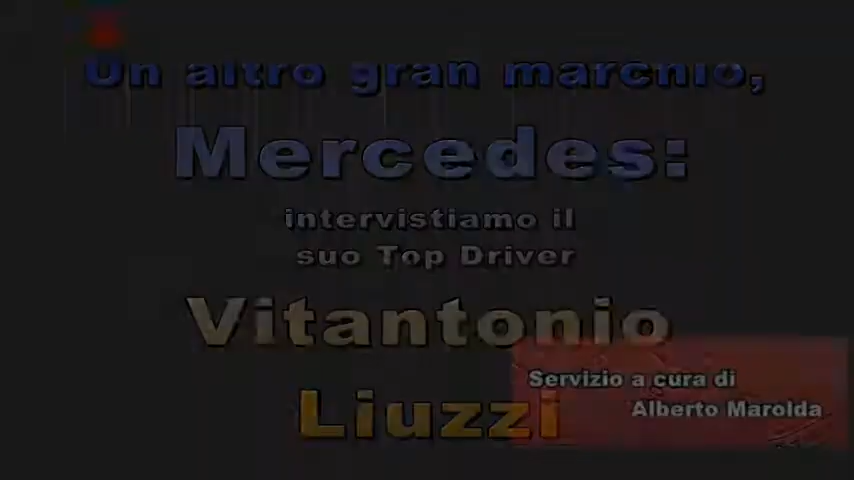 Un altro gran marchio,
Mercedes:
intervistiamo il
suo Top Driver
Vitantonio
Liuzzi
Servizio a cura di
Alberto Marolda